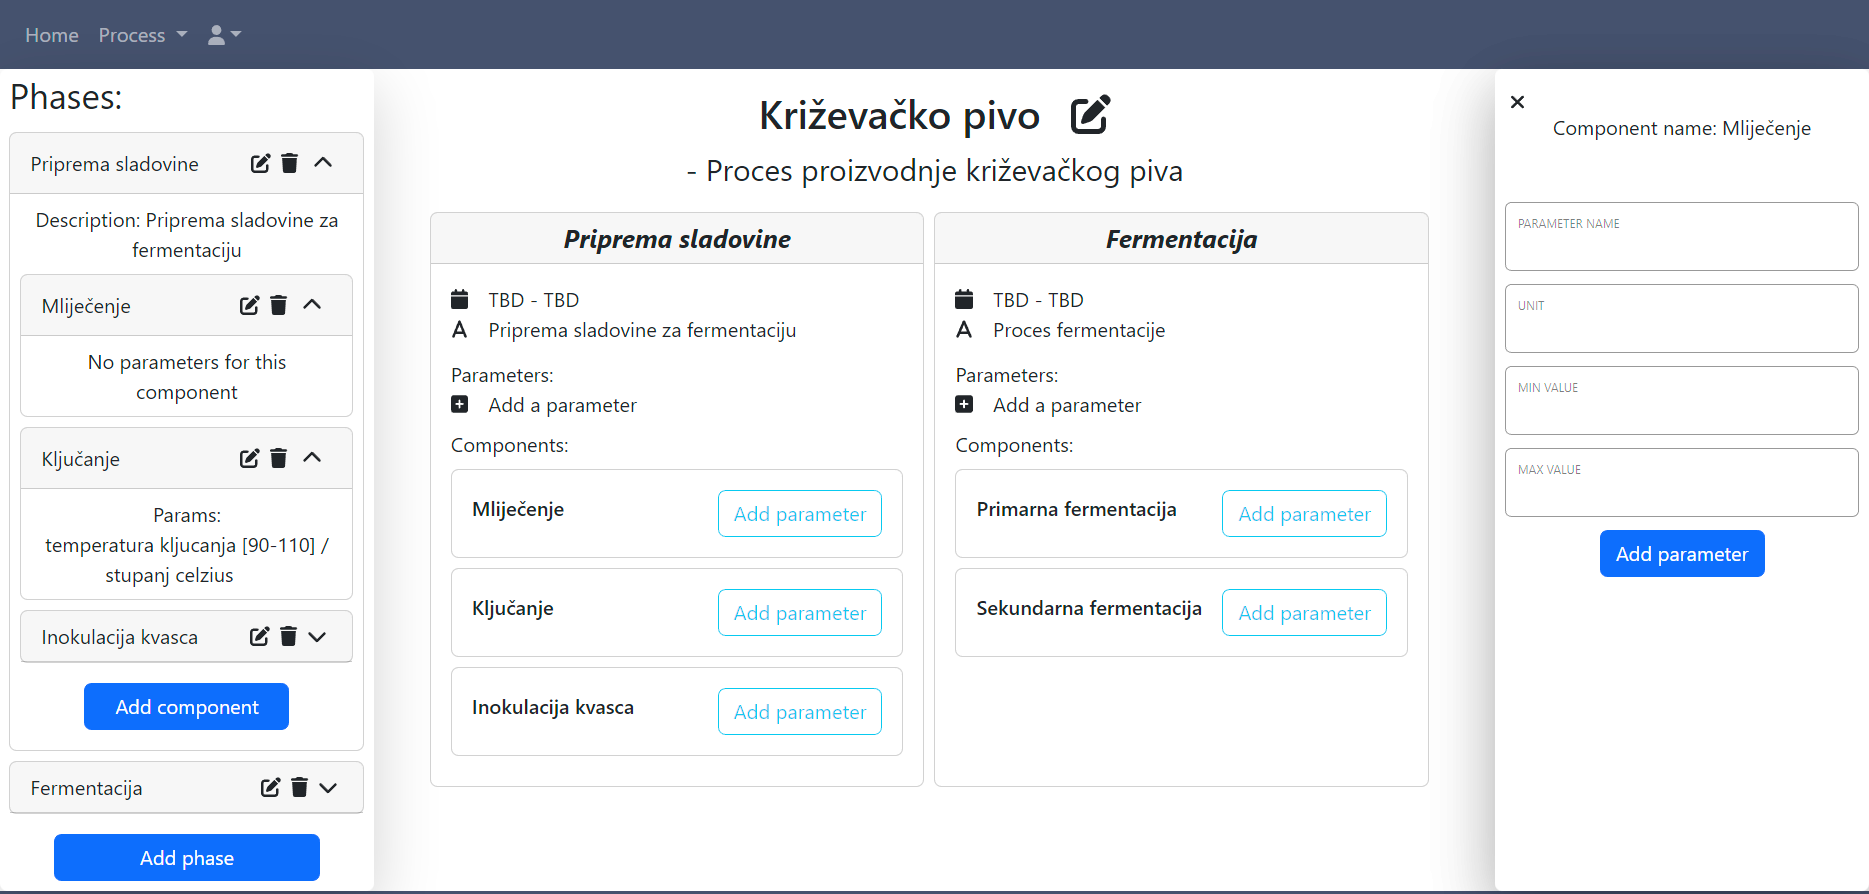 Home Process
Phases:
Priprema sladovine
Description: Priprema sladovine za
fermentaciju
Mliječenje
No parameters for this
component
Ključanje
Params:
temperatura kljucanja [90-110] /
stupanj celzius
Inokulacija kvasca
Add component
Fermentacija
Add phase
Križevačko pivo
- Proces proizvodnje križevačkog piva
Priprema sladovine
TBD - TBD
Priprema sladovine za fermentaciju
Parameters:
Add a parameter
Components:
Mliječenje Add parameter
Ključanje Add parameter
Inokulacija kvasca Add parameter
Fermentacija
TBD - TBD
Proces fermentacije
Parameters:
Add a parameter
Components:
Primarna fermentacija Add parameter
Sekundarna fermentacija Add parameter
Component name: Mliječenje
PARAMETER NAME
UNIT
MIN VALUE
MAX VALUE
Add parameter